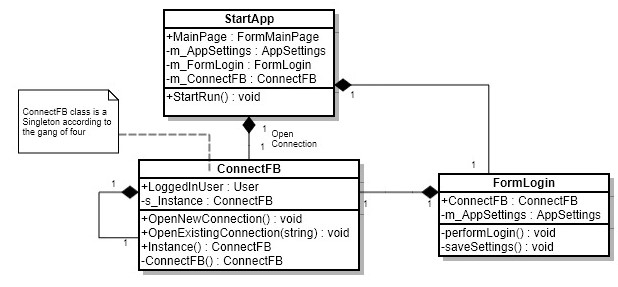 StartApp
+MainPage : FormMainPage
-m_AppSettings : AppSettings
-m_FormLogin : FormLogin
-m_ConnectFB : ConnectFB
+StartRun() : void
1
ConnectFB class is a
Singleton according to
the gang of four
1
Open
Connection
1
1
ConnectFB
+LoggedInUser : User
-s_Instance : ConnectFB
+OpenNewConnection() : void
+OpenExistingConnection(string) : void
+Instance() : ConnectFB
-ConnectFB() : ConnectFB
1
1
1
1
FormLogin
+ConnectFB : ConnectFB
-m_AppSettings : AppSettings
-performLogin() : void
-saveSettings() : void